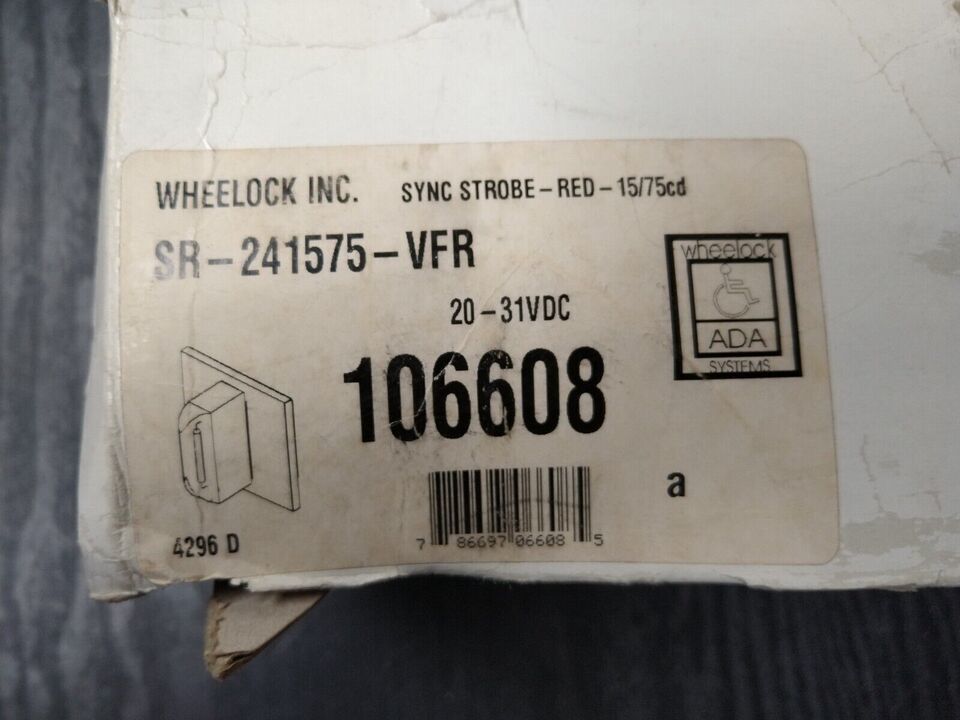 WHEELOCK INC. SYNC STROBE-RED-15/75cd
SR-241575-VFR
20-31VDC
106608
wheelock
ADA
SYSTEMS
a
4296 D
7 86697 06608 5